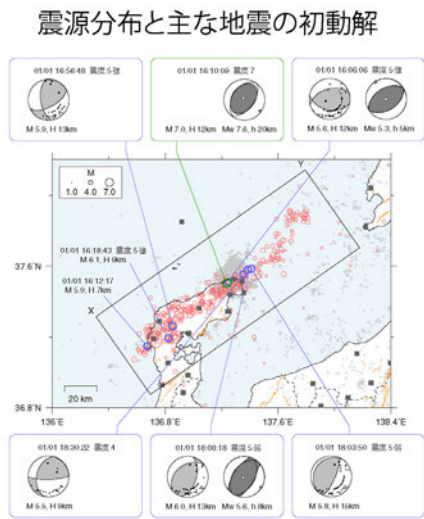 震源分布と主な地震の初動解
01/01 16:56:48 震度5強
M 5.9, H 13km
01/01 16:10:09 震度 7
M 7.0, H 12km Mw 7.6, h 20km
01/01 16:06:06 震度5強
M 5.6, H 12km Mw 5.3, h 5km
Y
M
1.0 4.0 7.0
01/01 16:18:43 震度5強
M 6.1, H 9km
37.6˚N
01/01 16:12:17
M 5.9, H 7km
X
20 km
36.8˚N
136˚E 136.8˚E 137.6˚E 138.4˚E
01/01 18:30:22 震度 4
M 5.5, H 9km
01/01 18:08:18 震度5弱
M 6.0, H 13km Mw 5.6, h 8km
01/01 18:03:50 震度5弱
M 5.8, H 15km